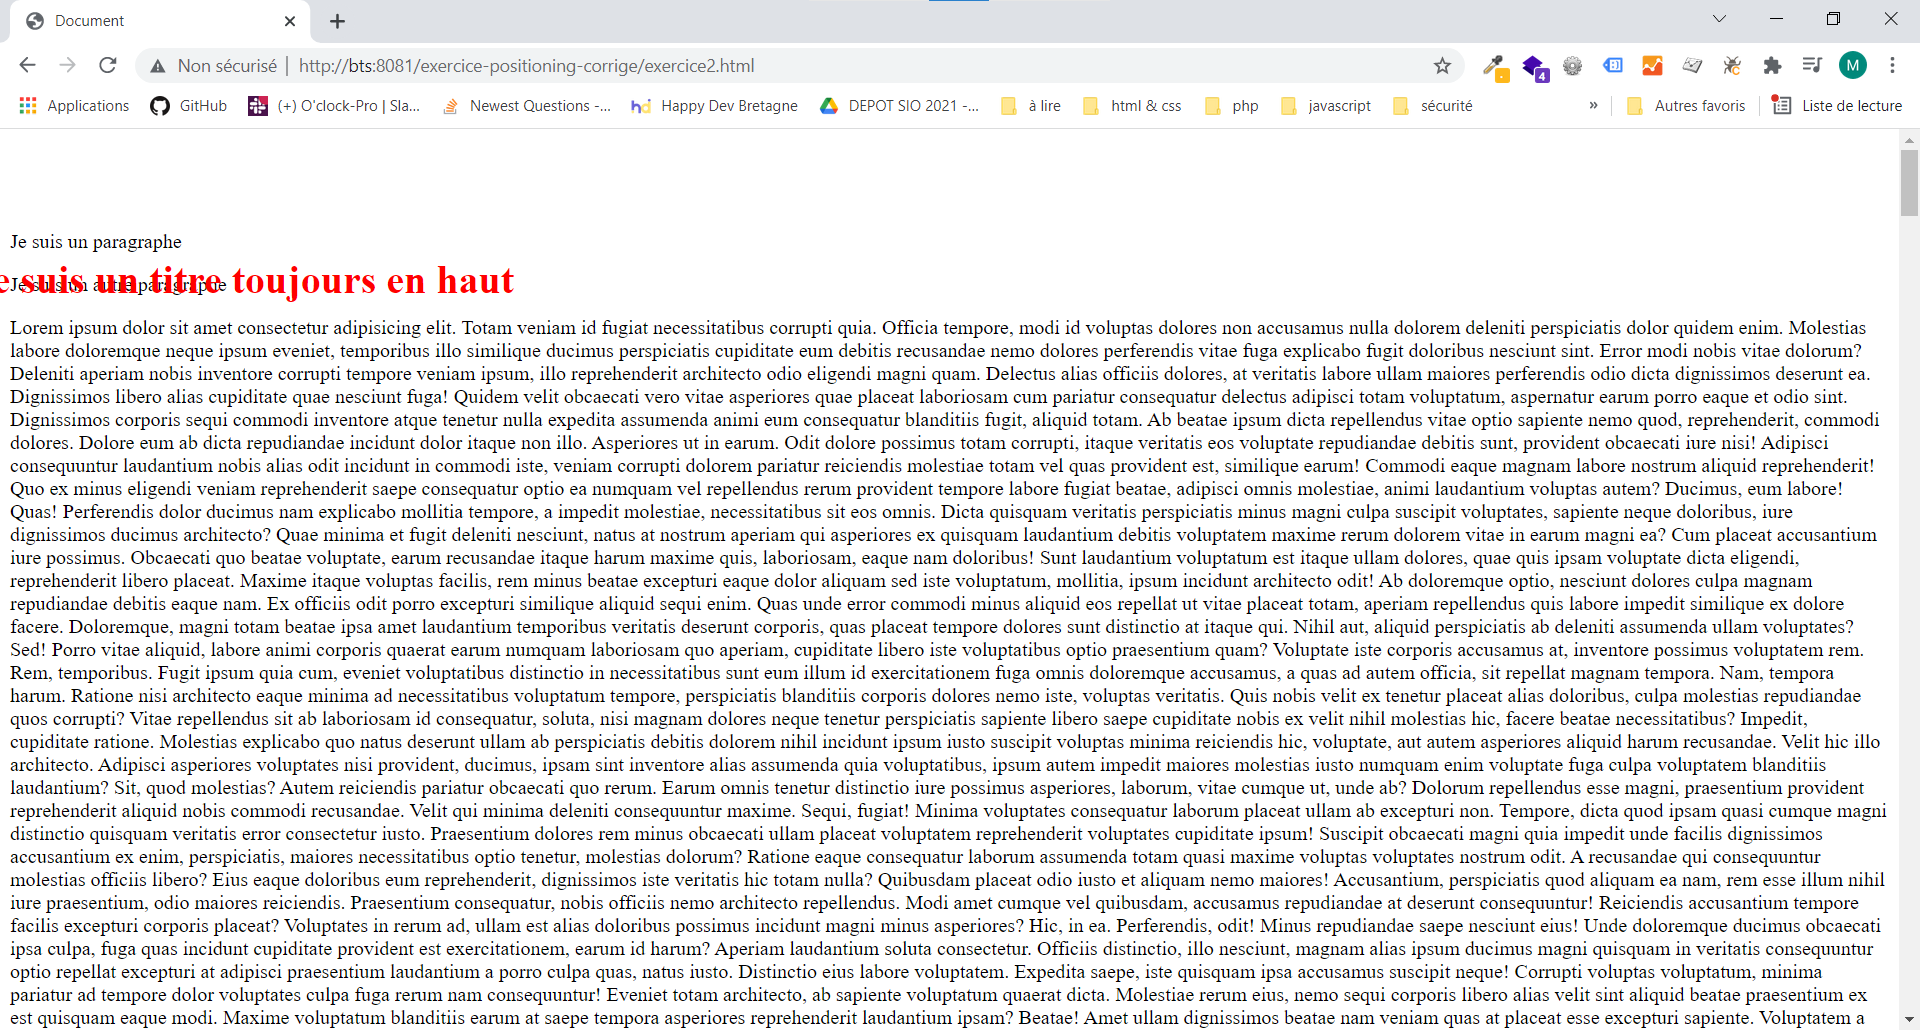 Document
Non sécurisé | http://bts:8081/exercice-positioning-corrige/exercice2.html
4
M
Applications GitHub (+) O'clock-Pro | Sla... Newest Questions -... Happy Dev Bretagne DEPOT SIO 2021 -... à lire html & css php javascript sécurité » Autres favoris Liste de lecture
Je suis un paragraphe
e suis un titre toujours en haut
Je suis un autre paragraphe
Lorem ipsum dolor sit amet consectetur adipisicing elit. Totam veniam id fugiat necessitatibus corrupti quia. Officia tempore, modi id voluptas dolores non accusamus nulla dolorem deleniti perspiciatis dolor quidem enim. Molestias
labore doloremque neque ipsum eveniet, temporibus illo similique ducimus perspiciatis cupiditate eum debitis recusandae nemo dolores perferendis vitae fuga explicabo fugit doloribus nesciunt sint. Error modi nobis vitae dolorum?
Deleniti aperiam nobis inventore corrupti tempore veniam ipsum, illo reprehenderit architecto odio eligendi magni quam. Delectus alias officiis dolores, at veritatis labore ullam maiores perferendis odio dicta dignissimos deserunt ea.
Dignissimos libero alias cupiditate quae nesciunt fuga! Quidem velit obcaecati vero vitae asperiores quae placeat laboriosam cum pariatur consequatur delectus adipisci totam voluptatum, aspernatur earum porro eaque et odio sint.
Dignissimos corporis sequi commodi inventore atque tenetur nulla expedita assumenda animi eum consequatur blanditiis fugit, aliquid totam. Ab beatae ipsum dicta repellendus vitae optio sapiente nemo quod, reprehenderit, commodi
dolores. Dolore eum ab dicta repudiandae incidunt dolor itaque non illo. Asperiores ut in earum. Odit dolore possimus totam corrupti, itaque veritatis eos voluptate repudiandae debitis sunt, provident obcaecati iure nisi! Adipisci
consequuntur laudantium nobis alias odit incidunt in commodi iste, veniam corrupti dolorem pariatur reiciendis molestiae totam vel quas provident est, similique earum! Commodi eaque magnam labore nostrum aliquid reprehenderit!
Quo ex minus eligendi veniam reprehenderit saepe consequatur optio ea numquam vel repellendus rerum provident tempore labore fugiat beatae, adipisci omnis molestiae, animi laudantium voluptas autem? Ducimus, eum labore!
Quas! Perferendis dolor ducimus nam explicabo mollitia tempore, a impedit molestiae, necessitatibus sit eos omnis. Dicta quisquam veritatis perspiciatis minus magni culpa suscipit voluptates, sapiente neque doloribus, iure
dignissimos ducimus architecto? Quae minima et fugit deleniti nesciunt, natus at nostrum aperiam qui asperiores ex quisquam laudantium debitis voluptatem maxime rerum dolorem vitae in earum magni ea? Cum placeat accusantium
iure possimus. Obcaecati quo beatae voluptate, earum recusandae itaque harum maxime quis, laboriosam, eaque nam doloribus! Sunt laudantium voluptatum est itaque ullam dolores, quae quis ipsam voluptate dicta eligendi,
reprehenderit libero placeat. Maxime itaque voluptas facilis, rem minus beatae excepturi eaque dolor aliquam sed iste voluptatum, mollitia, ipsum incidunt architecto odit! Ab doloremque optio, nesciunt dolores culpa magnam
repudiandae debitis eaque nam. Ex officiis odit porro excepturi similique aliquid sequi enim. Quas unde error commodi minus aliquid eos repellat ut vitae placeat totam, aperiam repellendus quis labore impedit similique ex dolore
facere. Doloremque, magni totam beatae ipsa amet laudantium temporibus veritatis deserunt corporis, quas placeat tempore dolores sunt distinctio at itaque qui. Nihil aut, aliquid perspiciatis ab deleniti assumenda ullam voluptates?
Sed! Porro vitae aliquid, labore animi corporis quaerat earum numquam laboriosam quo aperiam, cupiditate libero iste voluptatibus optio praesentium quam? Voluptate iste corporis accusamus at, inventore possimus voluptatem rem.
Rem, temporibus. Fugit ipsum quia cum, eveniet voluptatibus distinctio in necessitatibus sunt eum illum id exercitationem fuga omnis doloremque accusamus, a quas ad autem officia, sit repellat magnam tempora. Nam, tempora
harum. Ratione nisi architecto eaque minima ad necessitatibus voluptatum tempore, perspiciatis blanditiis corporis dolores nemo iste, voluptas veritatis. Quis nobis velit ex tenetur placeat alias doloribus, culpa molestias repudiandae
quos corrupti? Vitae repellendus sit ab laboriosam id consequatur, soluta, nisi magnam dolores neque tenetur perspiciatis sapiente libero saepe cupiditate nobis ex velit nihil molestias hic, facere beatae necessitatibus? Impedit,
cupiditate ratione. Molestias explicabo quo natus deserunt ullam ab perspiciatis debitis dolorem nihil incidunt ipsum iusto suscipit voluptas minima reiciendis hic, voluptate, aut autem asperiores aliquid harum recusandae. Velit hic illo
architecto. Adipisci asperiores voluptates nisi provident, ducimus, ipsam sint inventore alias assumenda quia voluptatibus, ipsum autem impedit maiores molestias iusto numquam enim voluptate fuga culpa voluptatem blanditiis
laudantium? Sit, quod molestias? Autem reiciendis pariatur obcaecati quo rerum. Earum omnis tenetur distinctio iure possimus asperiores, laborum, vitae cumque ut, unde ab? Dolorum repellendus esse magni, praesentium provident
reprehenderit aliquid nobis commodi recusandae. Velit qui minima deleniti consequuntur maxime. Sequi, fugiat! Minima voluptates consequatur laborum placeat ullam ab excepturi non. Tempore, dicta quod ipsam quasi cumque magni
distinctio quisquam veritatis error consectetur iusto. Praesentium dolores rem minus obcaecati ullam placeat voluptatem reprehenderit voluptates cupiditate ipsum! Suscipit obcaecati magni quia impedit unde facilis dignissimos
accusantium ex enim, perspiciatis, maiores necessitatibus optio tenetur, molestias dolorum? Ratione eaque consequatur laborum assumenda totam quasi maxime voluptas voluptates nostrum odit. A recusandae qui consequuntur
molestias officiis libero? Eius eaque doloribus eum reprehenderit, dignissimos iste veritatis hic totam nulla? Quibusdam placeat odio iusto et aliquam nemo maiores! Accusantium, perspiciatis quod aliquam ea nam, rem esse illum nihil
iure praesentium, odio maiores reiciendis. Praesentium consequatur, nobis officiis nemo architecto repellendus. Modi amet cumque vel quibusdam, accusamus repudiandae at deserunt consequuntur! Reiciendis accusantium tempore
facilis excepturi corporis placeat? Voluptates in rerum ad, ullam est alias doloribus possimus incidunt magni minus asperiores? Hic, in ea. Perferendis, odit! Minus repudiandae saepe nesciunt eius! Unde doloremque ducimus obcaecati
ipsa culpa, fuga quas incidunt cupiditate provident est exercitationem, earum id harum? Aperiam laudantium soluta consectetur. Officiis distinctio, illo nesciunt, magnam alias ipsum ducimus magni quisquam in veritatis consequuntur
optio repellat excepturi at adipisci praesentium laudantium a porro culpa quas, natus iusto. Distinctio eius labore voluptatem. Expedita saepe, iste quisquam ipsa accusamus suscipit neque! Corrupti voluptas voluptatum, minima
pariatur ad tempore dolor voluptates culpa fuga rerum nam consequuntur! Eveniet totam architecto, ab sapiente voluptatum quaerat dicta. Molestiae rerum eius, nemo sequi corporis libero alias velit sint aliquid beatae praesentium ex
est quisquam eaque modi. Maxime voluptatum blanditiis earum at saepe tempora asperiores reprehenderit laudantium ipsam? Beatae! Amet ullam dignissimos beatae nam veniam quas at placeat esse excepturi sapiente. Voluptatem a